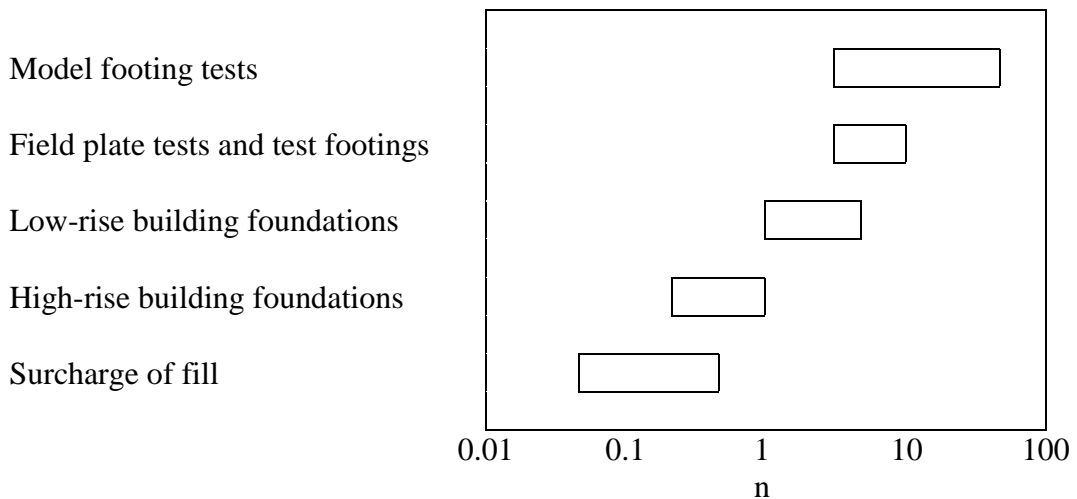 Model footing tests
Field plate tests and test footings
Low-rise building foundations
High-rise building foundations
Surcharge of fill
0.01 0.1 1 10 100
n